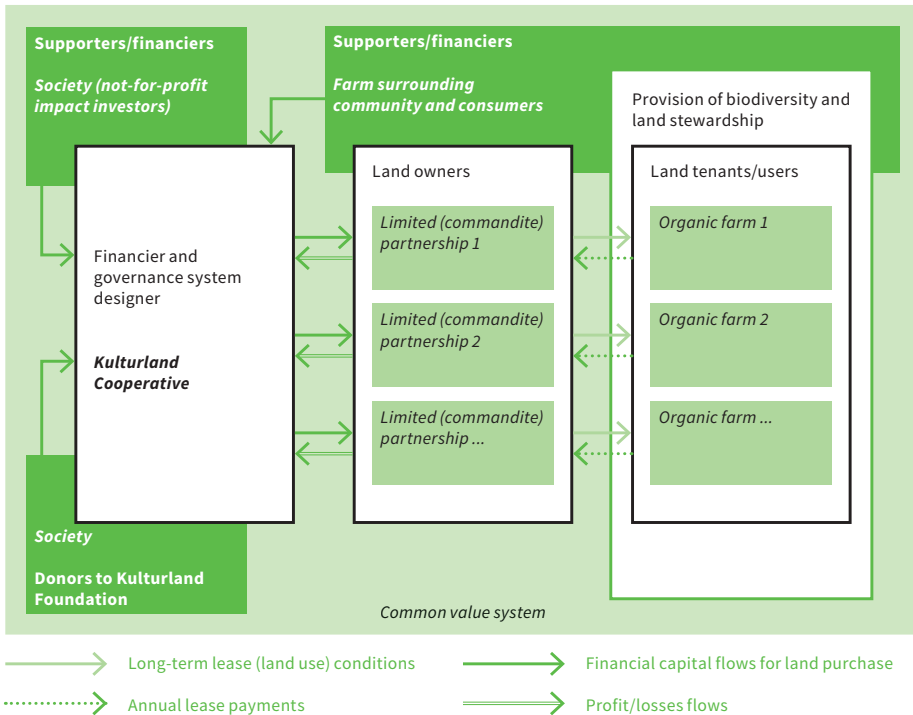 Supporters/financiers
Society (not-for-profit
impact investors)
Supporters/financiers
Farm surrounding
community and consumers
Provision of biodiversity and
land stewardship
Financier and
governance system
designer
Kulturland
Cooperative
Land owners
Limited (commandite)
partnership 1
Limited (commandite)
partnership 2
Limited (commandite)
partnership ...
Land tenants/users
Organic farm 1
Organic farm 2
Organic farm ...
Society
Donors to Kulturland
Foundation
Common value system
Long-term lease (land use) conditions
Financial capital flows for land purchase
Annual lease payments
Profit/losses flows